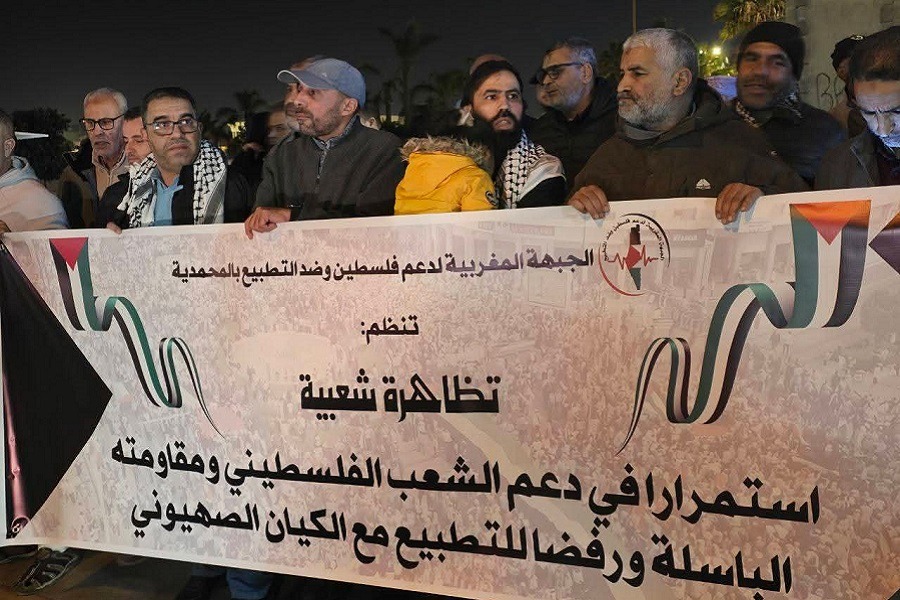 الجبهة المغربية لدعم فلسطين وضد التطبيع بالمحمدية
تنظم:
تظاهرة شعبية
استمرارا في دعم الشعب الفلسطيني ومقاومته
الباسلة ورفضا للتطبيع مع الكيان الصهيوني